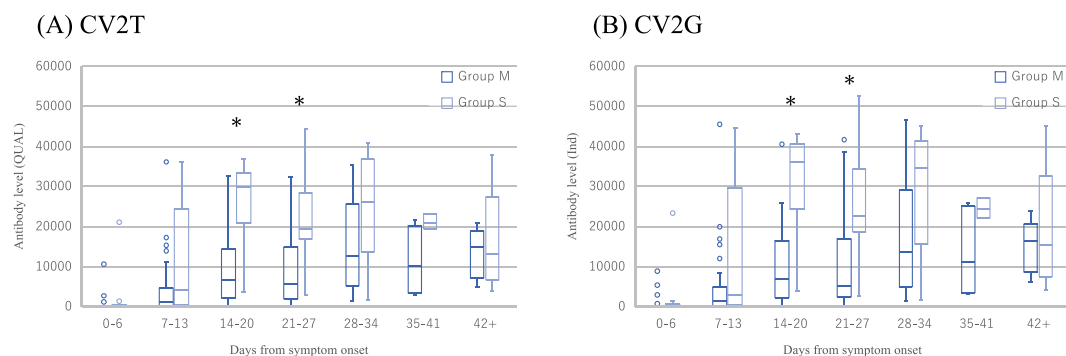 (A) CV2T
60000
50000
40000
30000
20000
10000
0
Antibody level (QUAL)
Group M
Group S
*
*
0-6 7-13 14-20 21-27 28-34 35-41 42+
Days from symptom onset
(B) CV2G
60000
50000
40000
30000
20000
10000
0
Antibody level (Ind)
Group M
Group S
*
*
0-6 7-13 14-20 21-27 28-34 35-41 42+
Days from symptom onset